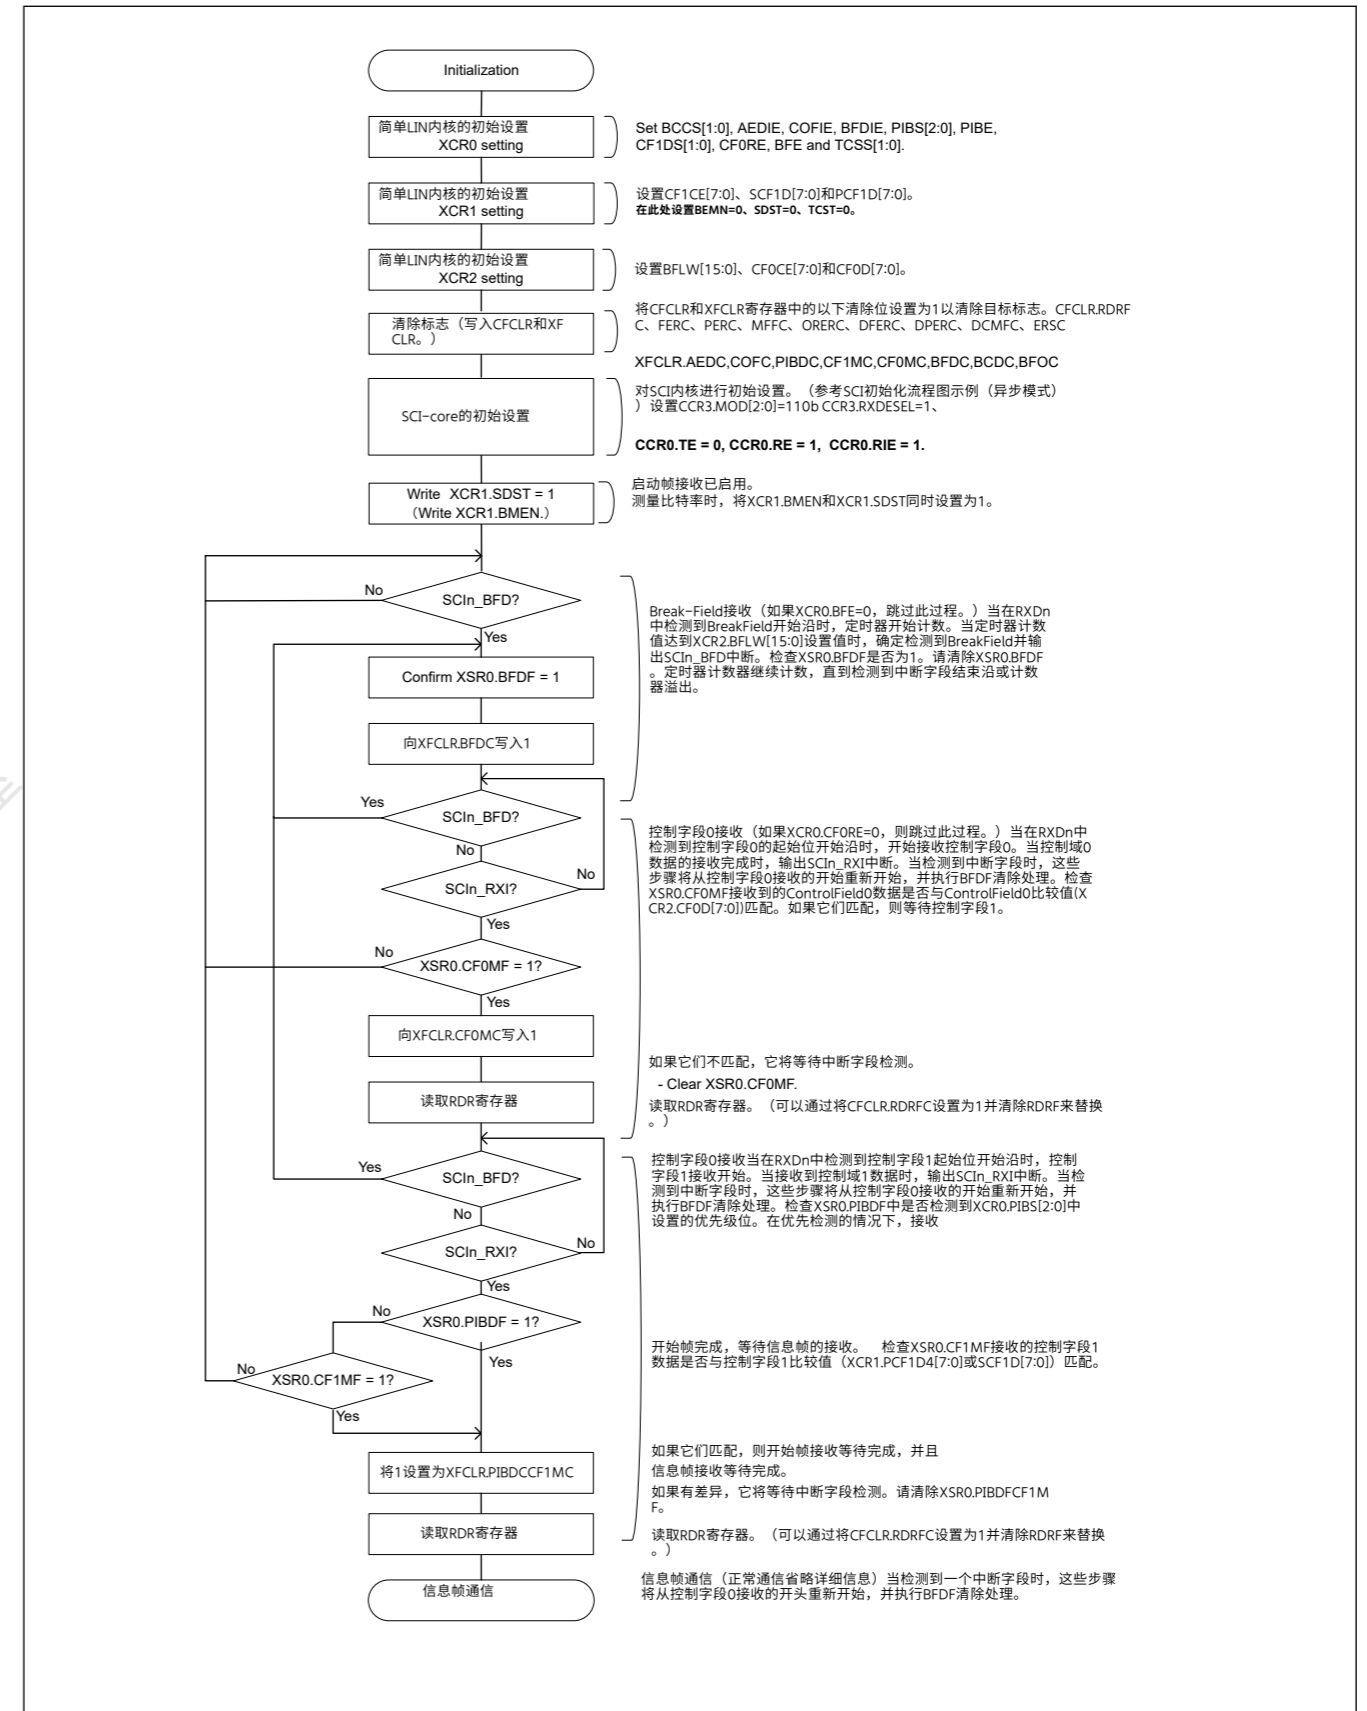 Initialization
简单LIN内核的初始设置
XCR0 setting
Set BCCS[1:0], AEDIE, COFIE, BFDIE, PIBS[2:0], PIBE,
CF1DS[1:0], CF0RE, BFE and TCSS[1:0].
简单LIN内核的初始设置
XCR1 setting
设置CF1CE[7:0]、SCF1D[7:0]和PCF1D[7:0]。
在此处设置BEMN=0、SDST=0、TCST=0。
简单LIN内核的初始设置
XCR2 setting
设置BFLW[15:0]、CF0CE[7:0]和CF0D[7:0]。
清除标志（写入CFCLR和XF
CLR。）
将CFCLR和XFCLR寄存器中的以下清除位设置为1以清除目标标志。CFCLR.RDRF
C、FERC、PERC、MFFC、ORERC、DFERC、DPERC、DCMFC、ERSC
XFCLR.AEDC,COFC,PIBDC,CF1MC,CF0MC,BFDC,BCDC,BFOC
SCI-core的初始设置
对SCI内核进行初始设置。（参考SCI初始化流程图示例（异步模式）
）设置CCR3.MOD[2:0]=110b CCR3.RXDESEL=1、
CCR0.TE = 0, CCR0.RE = 1, CCR0.RIE = 1.
Write XCR1.SDST = 1
（Write XCR1.BMEN.）
启动帧接收已启用。
测量比特率时，将XCR1.BMEN和XCR1.SDST同时设置为1。
No
SCIn_BFD?
Yes
Break-Field接收（如果XCR0.BFE=0，跳过此过程。）当在RXDn
中检测到BreakField开始沿时，定时器开始计数。当定时器计数
值达到XCR2.BFLW[15:0]设置值时，确定检测到BreakField并输
出SCIn_BFD中断。检查XSR0.BFDF是否为1。请清除XSR0.BFDF
。定时器计数器继续计数，直到检测到中断字段结束沿或计数
器溢出。
Confirm XSR0.BFDF = 1
向XFCLR.BFDC写入1
Yes
SCIn_BFD?
No
SCIn_RXI?
No
Yes
控制字段0接收（如果XCR0.CF0RE=0，则跳过此过程。）当在RXDn中
检测到控制字段0的起始位开始沿时，开始接收控制字段0。当控制域0
数据的接收完成时，输出SCIn_RXI中断。当检测到中断字段时，这些
步骤将从控制字段0接收的开始重新开始，并执行BFDF清除处理。检查
XSR0.CF0MF接收到的ControlField0数据是否与ControlField0比较值(X
CR2.CF0D[7:0])匹配。如果它们匹配，则等待控制字段1。
No
XSR0.CF0MF = 1?
Yes
向XFCLR.CF0MC写入1
如果它们不匹配，它将等待中断字段检测。
- Clear XSR0.CF0MF.
读取RDR寄存器
读取RDR寄存器。（可以通过将CFCLR.RDRFC设置为1并清除RDRF来替换
。）
Yes
SCIn_BFD?
No
SCIn_RXI?
No
Yes
控制字段0接收当在RXDn中检测到控制字段1起始位开始沿时，控制
字段1接收开始。当接收到控制域1数据时，输出SCIn_RXI中断。当检
测到中断字段时，这些步骤将从控制字段0接收的开始重新开始，并
执行BFDF清除处理。检查XSR0.PIBDF中是否检测到XCR0.PIBS[2:0]中
设置的优先级位。在优先检测的情况下，接收
No
XSR0.PIBDF = 1?
Yes
开始帧完成，等待信息帧的接收。 检查XSR0.CF1MF接收的控制字段1
数据是否与控制字段1比较值（XCR1.PCF1D4[7:0]或SCF1D[7:0]）匹配。
No
XSR0.CF1MF = 1?
Yes
将1设置为XFCLR.PIBDCCF1MC
如果它们匹配，则开始帧接收等待完成，并且
信息帧接收等待完成。
如果有差异，它将等待中断字段检测。请清除XSR0.PIBDFCF1M
F。
读取RDR寄存器
读取RDR寄存器。（可以通过将CFCLR.RDRFC设置为1并清除RDRF来替换
。）
信息帧通信
信息帧通信（正常通信省略详细信息）当检测到一个中断字段时，这些步骤
将从控制字段0接收的开头重新开始，并执行BFDF清除处理。